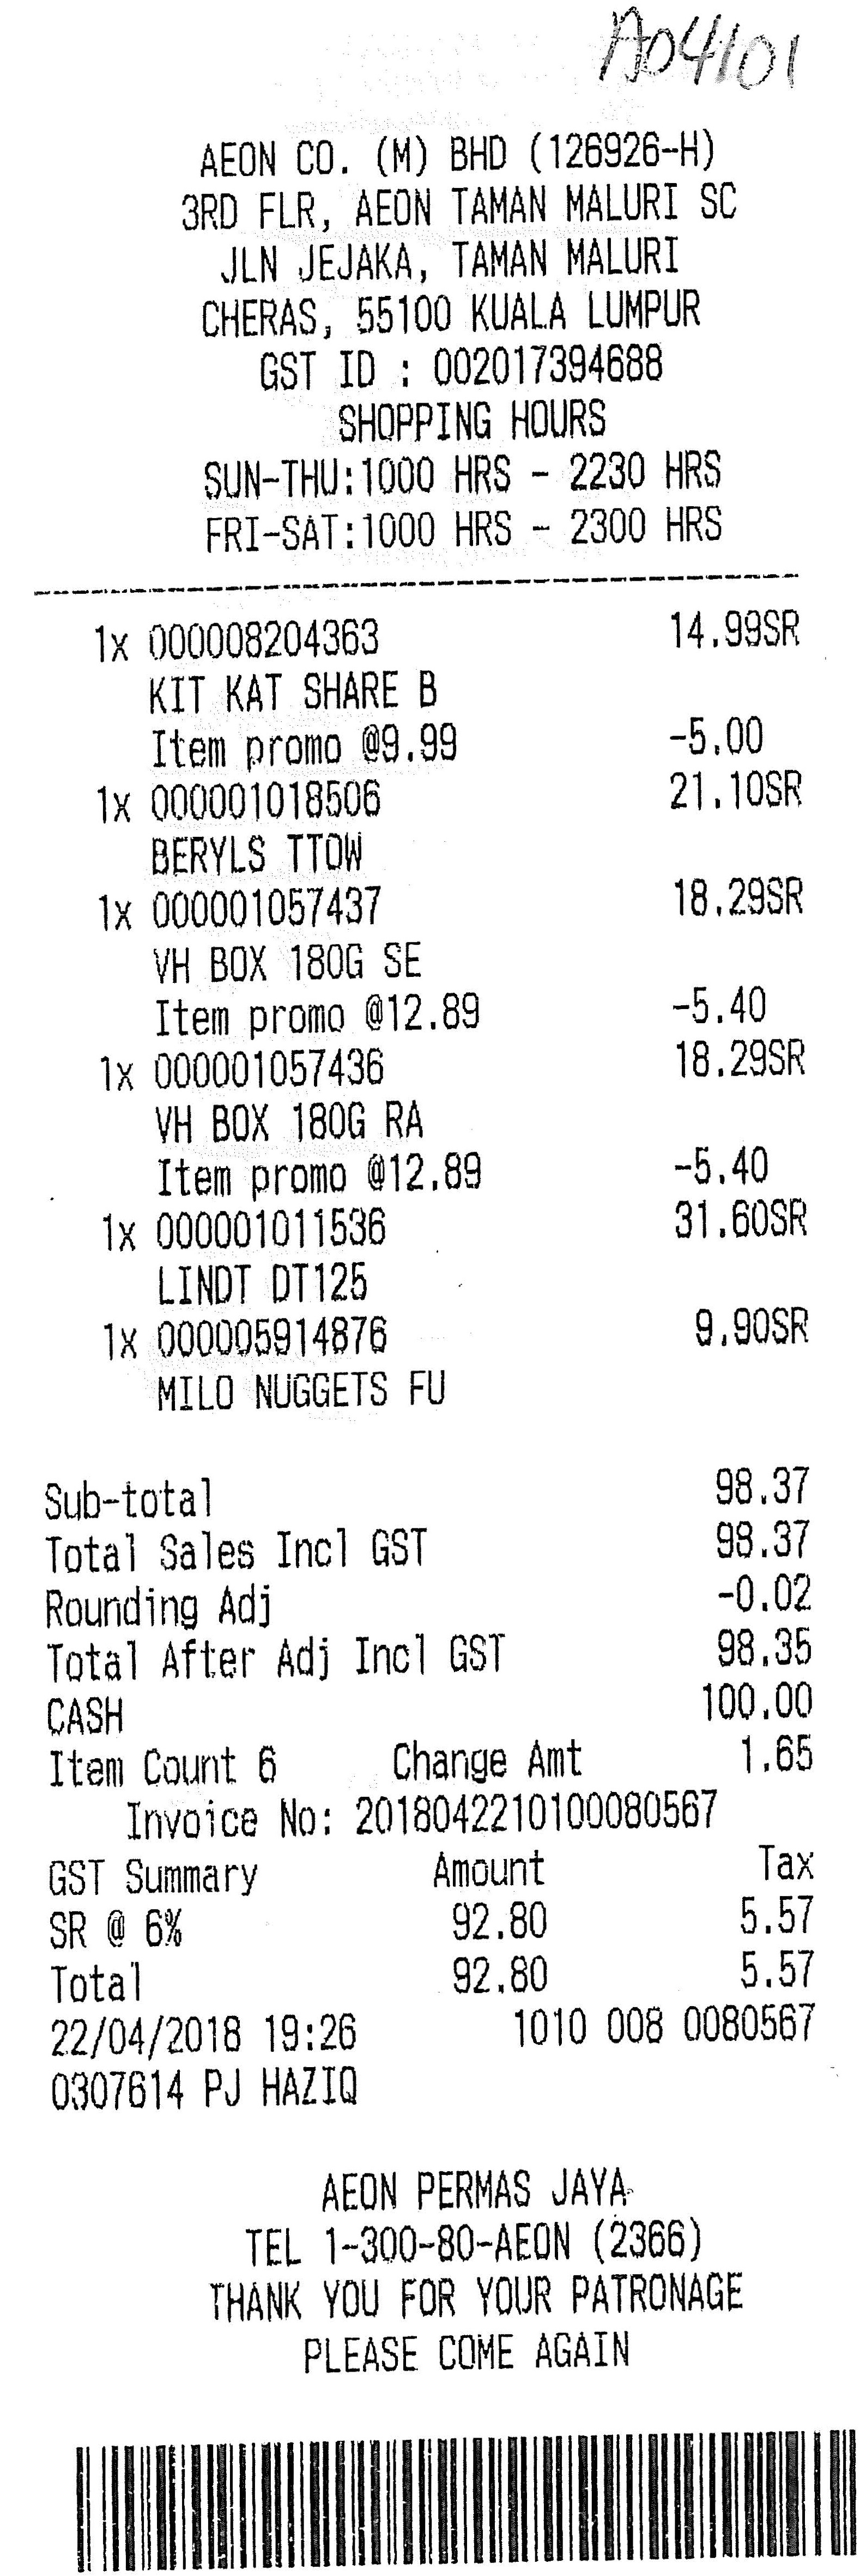 A04101
AEON CO. (M) BHD (126926-H)
3RD FLR, AEON TAMAN MALURI SC
JLN JEJAKA, TAMAN MALURI
CHERAS, 55100 KUALA LUMPUR
GST ID : 002017394688
SHOPPING HOURS
SUN-THU:1000 HRS - 2230 HRS
FRI-SAT:1000 HRS - 2300 HRS
1x 000008204363 14.99SR
KIT KAT SHARE B
Item promo @9.99 -5.00
1x 000001018506 21.10SR
BERYLS TTOW
1x 000001057437 18.29SR
VH BOX 180G SE
Item promo @12.89 -5.40
1x 000001057436 18.29SR
VH BOX 180G RA
Item promo @12.89 -5.40
1x 000001011536 31.60SR
LINDT DT125
1x 000005914876 9.90SR
MILO NUGGETS FU
Sub-total 98.37
Total Sales Incl GST 98.37
Rounding Adj -0.02
Total After Adj Incl GST 98.35
CASH 100.00
Item Count 6 Change Amt 1.65
Invoice No: 2018042210100080567
GST Summary Amount Tax
SR @ 6% 92.80 5.57
Total 92.80 5.57
22/04/2018 19:26 1010 008 0080567
0307614 PJ HAZIQ
AEON PERMAS JAYA
TEL 1-300-80-AEON (2366)
THANK YOU FOR YOUR PATRONAGE
PLEASE COME AGAIN